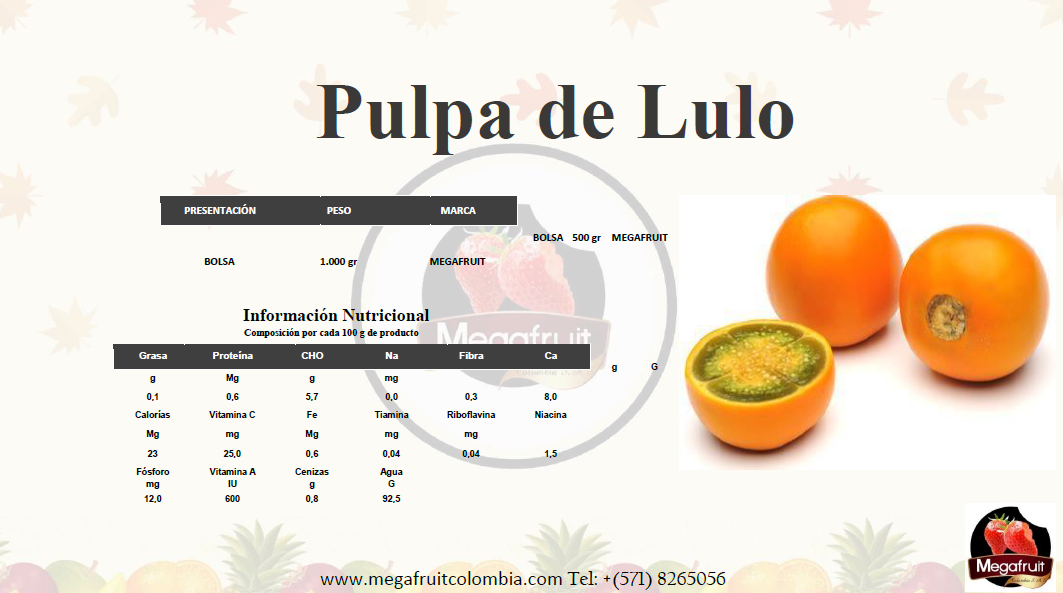 Pulpa de Lulo
PRESENTACIÓN PESO MARCA
BOLSA 500 gr MEGAFRUIT
BOLSA 1.000 gr MEGAFRUIT
Información Nutricional
Composición por cada 100 g de producto
Megafruit
Grasa Proteína CHO Na Fibra Ca
g G
g Mg g mg
0,1 0,6 5,7 0,0 0,3 8,0
Calorías Vitamina C Fe Tiamina Riboflavina Niacina
Mg mg Mg mg mg
23 25,0 0,6 0,04 0,04 1,5
Fósforo Vitamina A Cenizas Agua
mg IU g G
12,0 600 0,8 92,5
Megafruit
Colombia S.A.S
www.megafruitcolombia.com Tel: +(571) 8265056